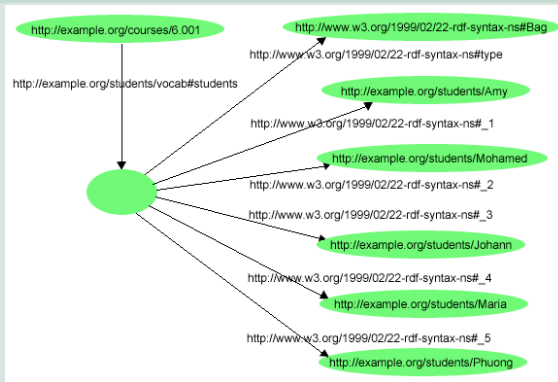 http://example.org/courses/6.001
http://www.w3.org/1999/02/22-rdf-syntax-ns#Bag
http://www.w3.org/1999/02/22-rdf-syntax-ns#type
http://example.org/students/vocab#students
http://example.org/students/Amy
http://www.w3.org/1999/02/22-rdf-syntax-ns#_1
http://example.org/students/Mohamed
http://www.w3.org/1999/02/22-rdf-syntax-ns#_2
http://www.w3.org/1999/02/22-rdf-syntax-ns#_3
http://example.org/students/Johann
http://www.w3.org/1999/02/22-rdf-syntax-ns#_4
http://example.org/students/Maria
http://www.w3.org/1999/02/22-rdf-syntax-ns#_5
http://example.org/students/Phuong